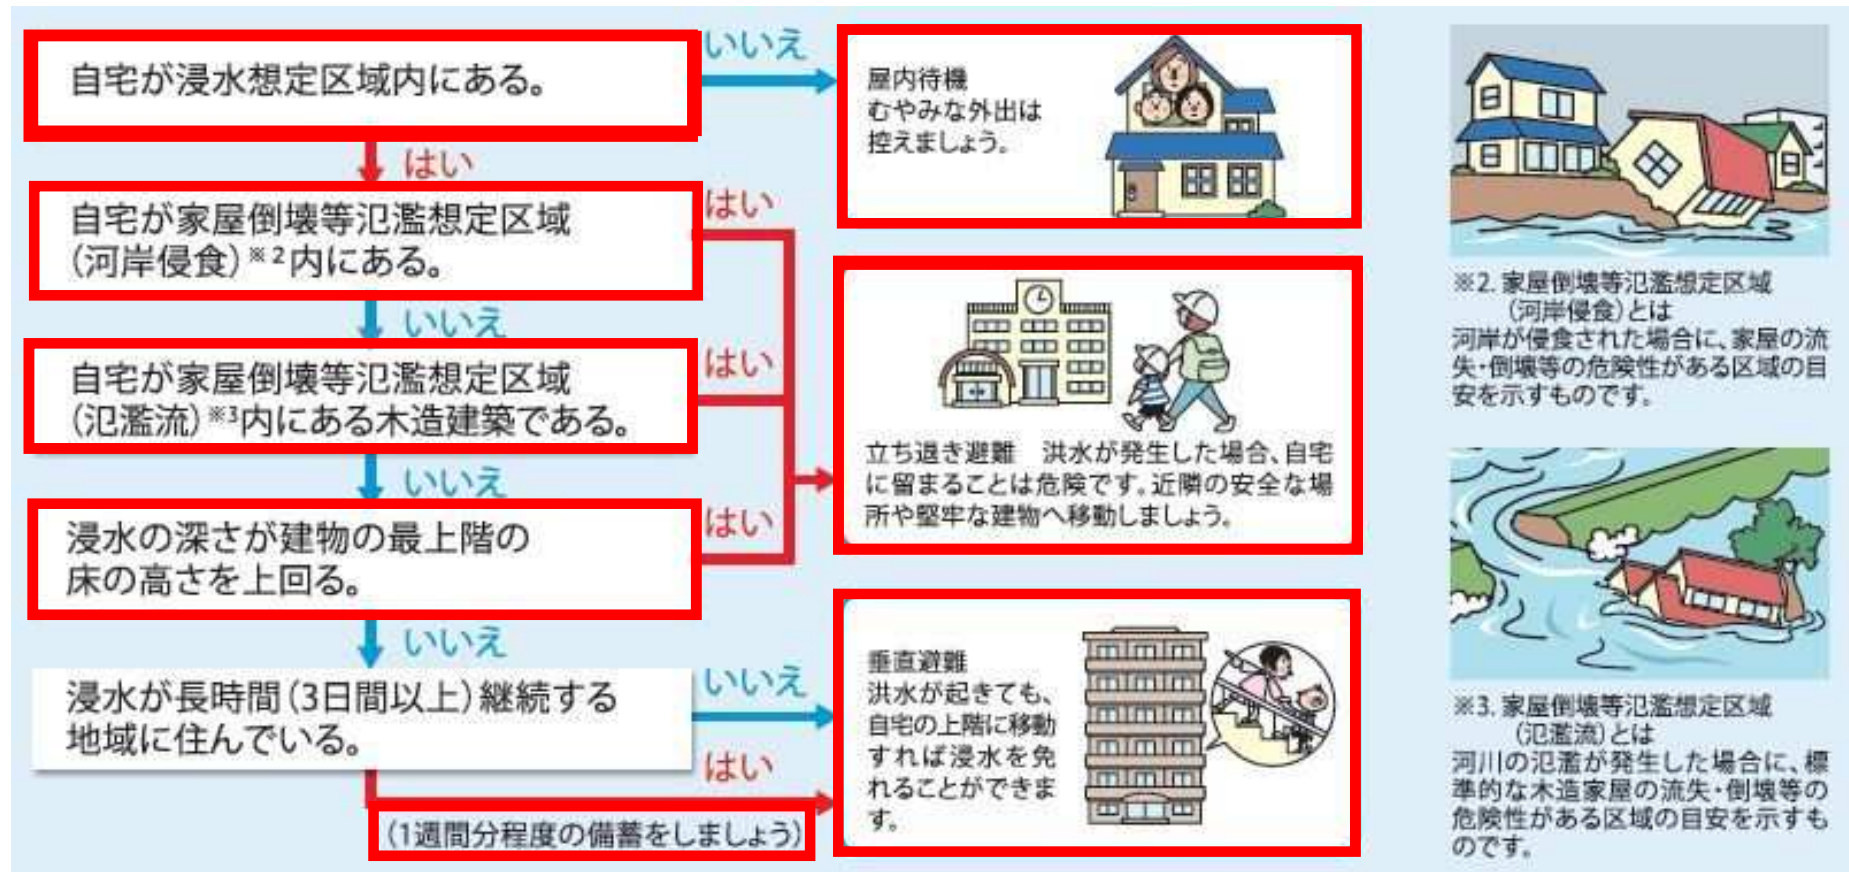 自宅が浸水想定区域内にある。
いいえ
はい
自宅が家屋倒壊等氾濫想定区域
(河岸侵食)※2内にある。
はい
いいえ
自宅が家屋倒壊等氾濫想定区域
(氾濫流)※3内にある木造建築である。
はい
いいえ
浸水の深さが建物の最上階の
床の高さを上回る。
はい
いいえ
浸水が長時間(3日間以上)継続する
地域に住んでいる。
いいえ
はい
(1週間分程度の備蓄をしましょう)
屋内待機
むやみな外出は
控えましょう。
立ち退き避難　洪水が発生した場合、自宅
に留まることは危険です。近隣の安全な場
所や堅牢な建物へ移動しましょう。
垂直避難
洪水が起きても、
自宅の上階に移動
すれば浸水を免
れることができま
す。
※2. 家屋倒壊等氾濫想定区域
(河岸侵食)とは
河岸が侵食された場合に、家屋の流
失・倒壊等の危険性がある区域の目
安を示すものです。
※3. 家屋倒壊等氾濫想定区域
(氾濫流)とは
河川の氾濫が発生した場合に、標
準的な木造家屋の流失・倒壊等の
危険性がある区域の目安を示すも
のです。